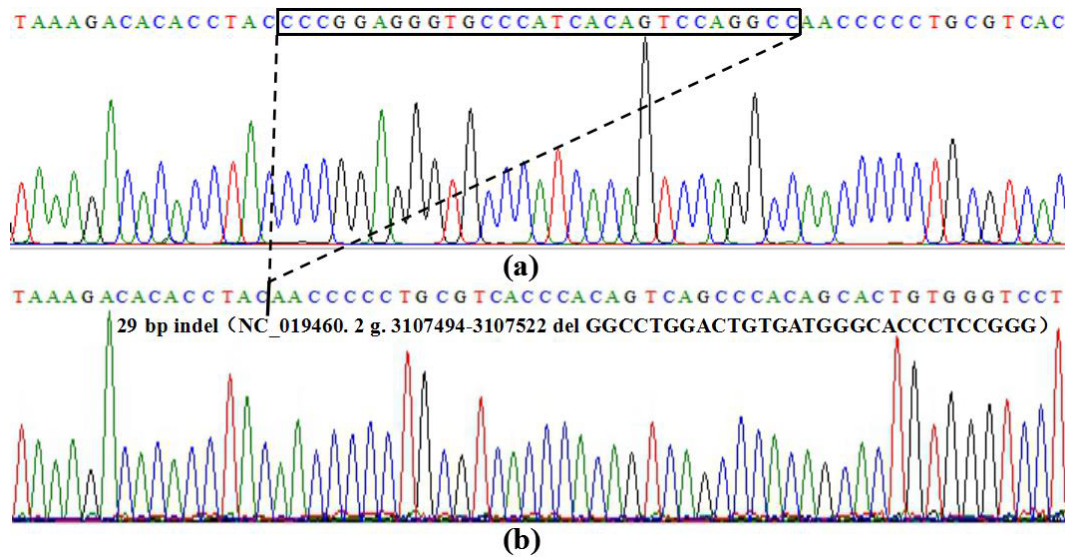 TAAAGACACACCTACCCCGGAGGGTGCCCATCACAGTCCAGGCCAACCCCCTGCGTCAC
(a)
TAAAGACACACCTACAACCCCCTGCGTCACCCACAGTCAGCCCACAGCACTGTGGGTCCT
29 bp indel (NC_019460. 2 g. 3107494-3107522 del GGCCTGGACTGTGATGGGCACCCTCCGGG)
(b)